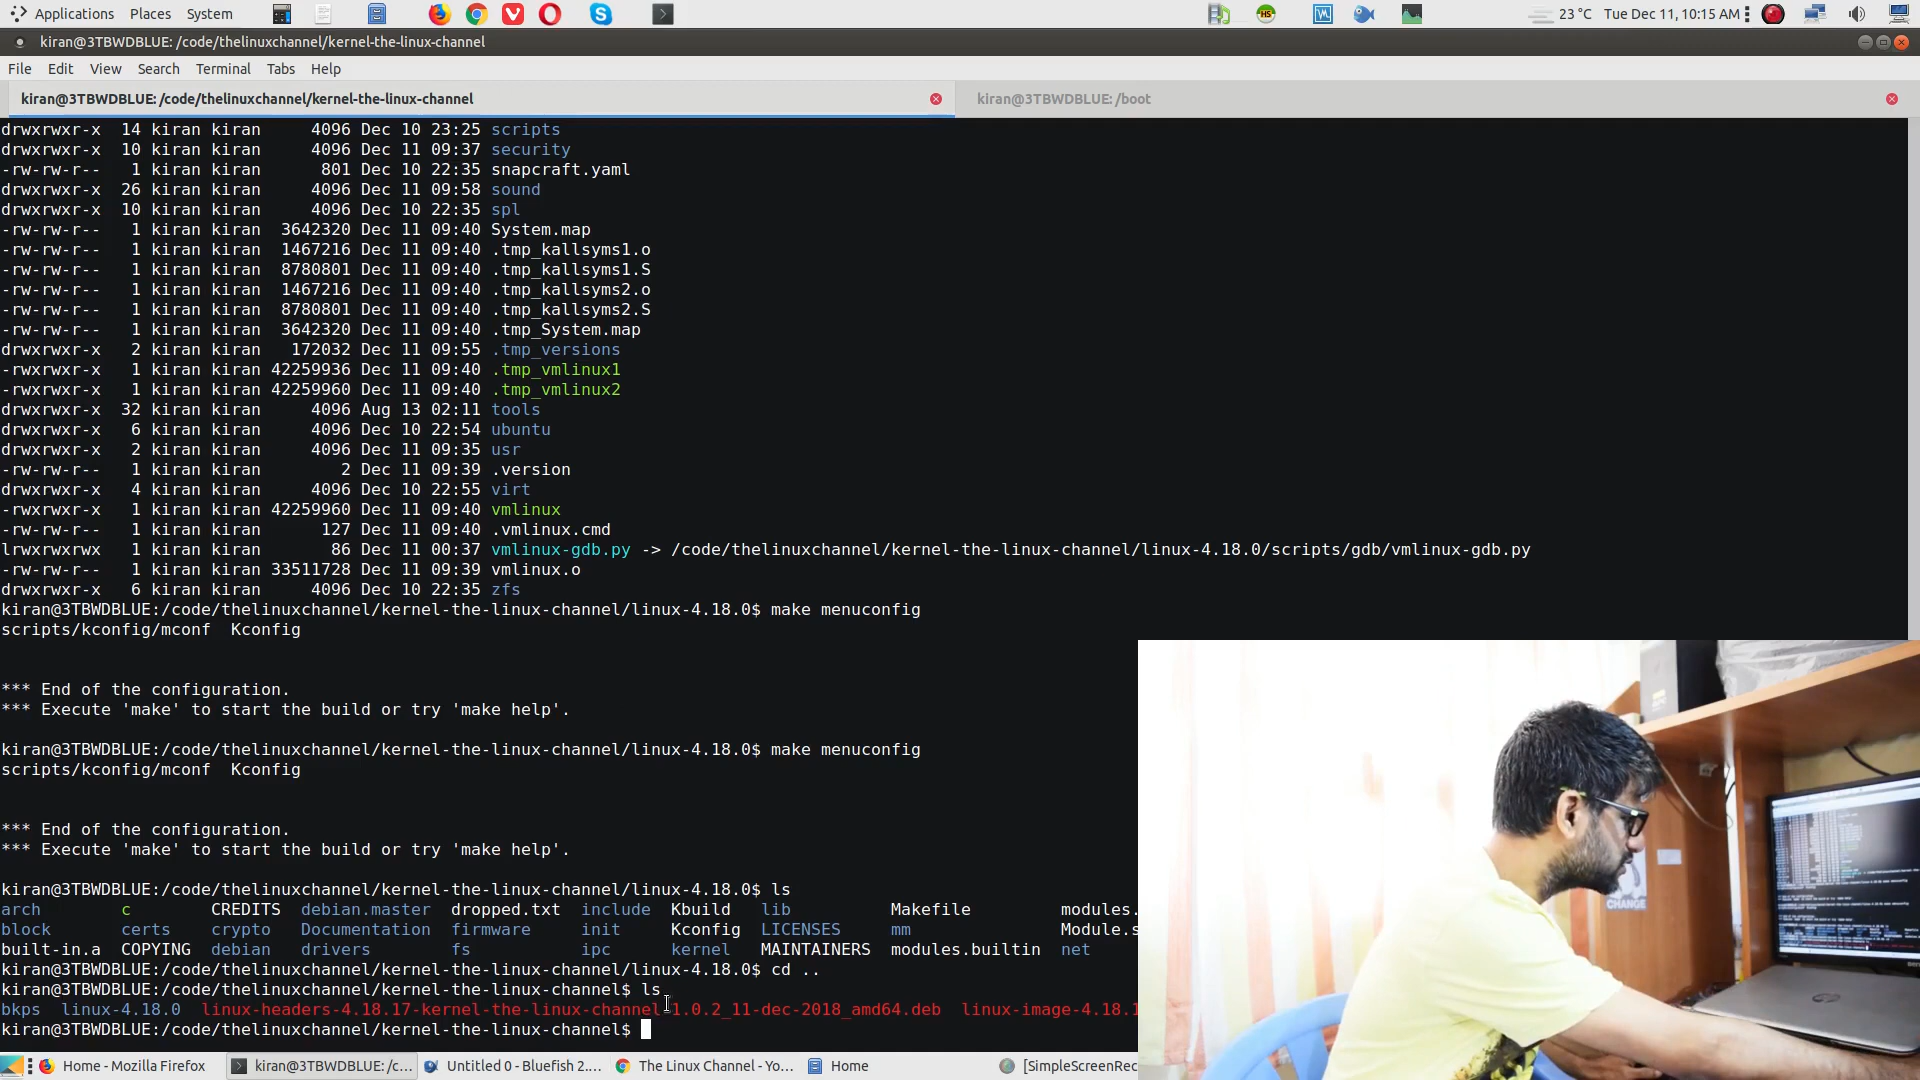 Applications Places System 23 °C Tue Dec 11, 10:15 AM
kiran@3TBWDBLUE: /code/thelinuxchannel/kernel-the-linux-channel
File Edit View Search Terminal Tabs Help
kiran@3TBWDBLUE: /code/thelinuxchannel/kernel-the-linux-channel kiran@3TBWDBLUE: /boot
drwxrwxr-x 14 kiran kiran 4096 Dec 10 23:25 scripts
drwxrwxr-x 10 kiran kiran 4096 Dec 11 09:37 security
-rw-rw-r-- 1 kiran kiran 801 Dec 10 22:35 snapcraft.yaml
drwxrwxr-x 26 kiran kiran 4096 Dec 11 09:58 sound
drwxrwxr-x 10 kiran kiran 4096 Dec 10 22:35 spl
-rw-rw-r-- 1 kiran kiran 3642320 Dec 11 09:40 System.map
-rw-rw-r-- 1 kiran kiran 1467216 Dec 11 09:40 .tmp_kallsyms1.o
-rw-rw-r-- 1 kiran kiran 8780801 Dec 11 09:40 .tmp_kallsyms1.S
-rw-rw-r-- 1 kiran kiran 1467216 Dec 11 09:40 .tmp_kallsyms2.o
-rw-rw-r-- 1 kiran kiran 8780801 Dec 11 09:40 .tmp_kallsyms2.S
-rw-rw-r-- 1 kiran kiran 3642320 Dec 11 09:40 .tmp_System.map
drwxrwxr-x 2 kiran kiran 172032 Dec 11 09:55 .tmp_versions
-rwxrwxr-x 1 kiran kiran 42259936 Dec 11 09:40 .tmp_vmlinux1
-rwxrwxr-x 1 kiran kiran 42259960 Dec 11 09:40 .tmp_vmlinux2
drwxrwxr-x 32 kiran kiran 4096 Aug 13 02:11 tools
drwxrwxr-x 6 kiran kiran 4096 Dec 10 22:54 ubuntu
drwxrwxr-x 2 kiran kiran 4096 Dec 11 09:35 usr
-rw-rw-r-- 1 kiran kiran 2 Dec 11 09:39 .version
drwxrwxr-x 4 kiran kiran 4096 Dec 10 22:55 virt
-rwxrwxr-x 1 kiran kiran 42259960 Dec 11 09:40 vmlinux
-rw-rw-r-- 1 kiran kiran 127 Dec 11 09:40 .vmlinux.cmd
lrwxrwxrwx 1 kiran kiran 86 Dec 11 00:37 vmlinux-gdb.py -> /code/thelinuxchannel/kernel-the-linux-channel/linux-4.18.0/scripts/gdb/vmlinux-gdb.py
-rw-rw-r-- 1 kiran kiran 33511728 Dec 11 09:39 vmlinux.o
drwxrwxr-x 6 kiran kiran 4096 Dec 10 22:35 zfs
kiran@3TBWDBLUE:/code/thelinuxchannel/kernel-the-linux-channel/linux-4.18.0$ make menuconfig
scripts/kconfig/mconf Kconfig
*** End of the configuration.
*** Execute 'make' to start the build or try 'make help'.
kiran@3TBWDBLUE:/code/thelinuxchannel/kernel-the-linux-channel/linux-4.18.0$ make menuconfig
scripts/kconfig/mconf Kconfig
*** End of the configuration.
*** Execute 'make' to start the build or try 'make help'.
kiran@3TBWDBLUE:/code/thelinuxchannel/kernel-the-linux-channel/linux-4.18.0$ ls
arch c CREDITS debian.master dropped.txt include Kbuild lib Makefile modules.
block certs crypto Documentation firmware init Kconfig LICENSES mm Module.s
built-in.a COPYING debian drivers fs ipc kernel MAINTAINERS modules.builtin net
kiran@3TBWDBLUE:/code/thelinuxchannel/kernel-the-linux-channel/linux-4.18.0$ cd ..
kiran@3TBWDBLUE:/code/thelinuxchannel/kernel-the-linux-channel$ ls
bkps linux-4.18.0 linux-headers-4.18.17-kernel-the-linux-channel-1.0.2_11-dec-2018_amd64.deb linux-image-4.18.1
kiran@3TBWDBLUE:/code/thelinuxchannel/kernel-the-linux-channel$
CHANGE
Home - Mozilla Firefox kiran@3TBWDBLUE: /c... Untitled 0 - Bluefish 2.... The Linux Channel - Yo... Home [SimpleScreenRec